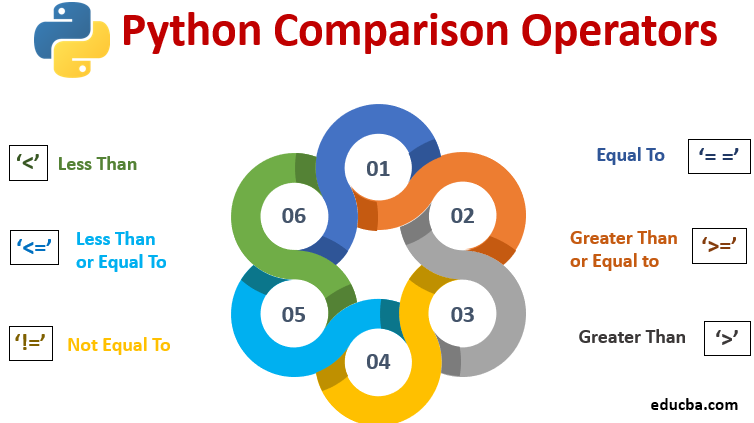 Python Comparison Operators
‘<’ Less Than
‘<=’ Less Than
or Equal To
‘!=’ Not Equal To
01
02
03
04
05
06
Equal To ‘= =’
Greater Than
or Equal to ‘>=’
Greater Than ‘>’
educba.com